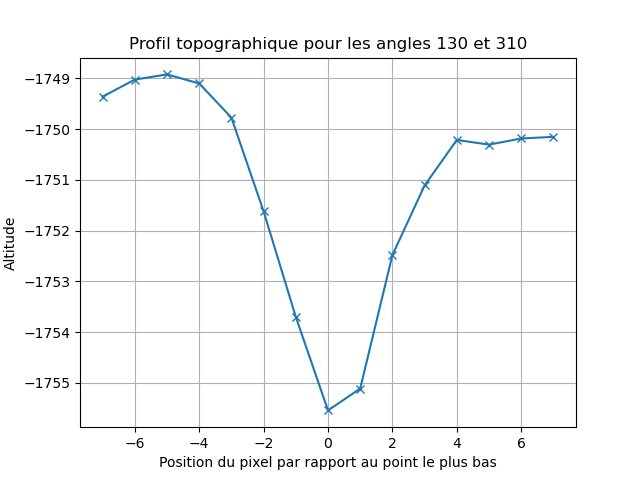 Profil topographique pour les angles 130 et 310
−1749
−1750
−1751
−1752
−1753
−1754
−1755
Altitude
−6 −4 −2 0 2 4 6
Position du pixel par rapport au point le plus bas